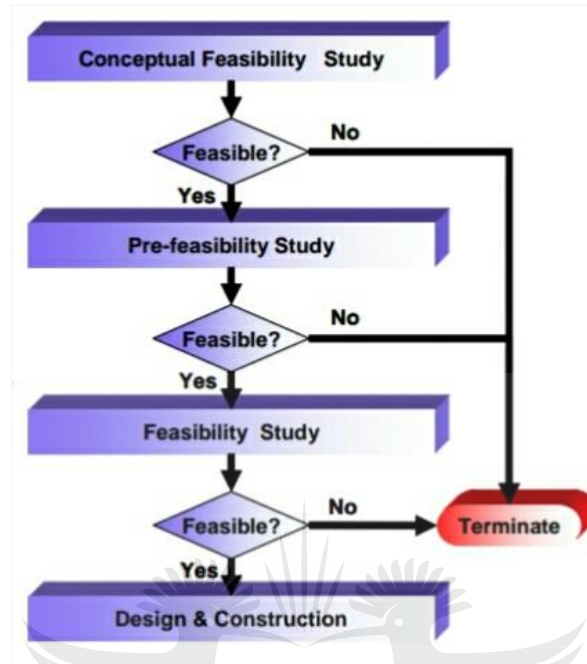 Conceptual Feasibility Study
Feasible?
No
Yes
Pre-feasibility Study
Feasible?
No
Yes
Feasibility Study
Feasible?
No
Terminate
Yes
Design & Construction